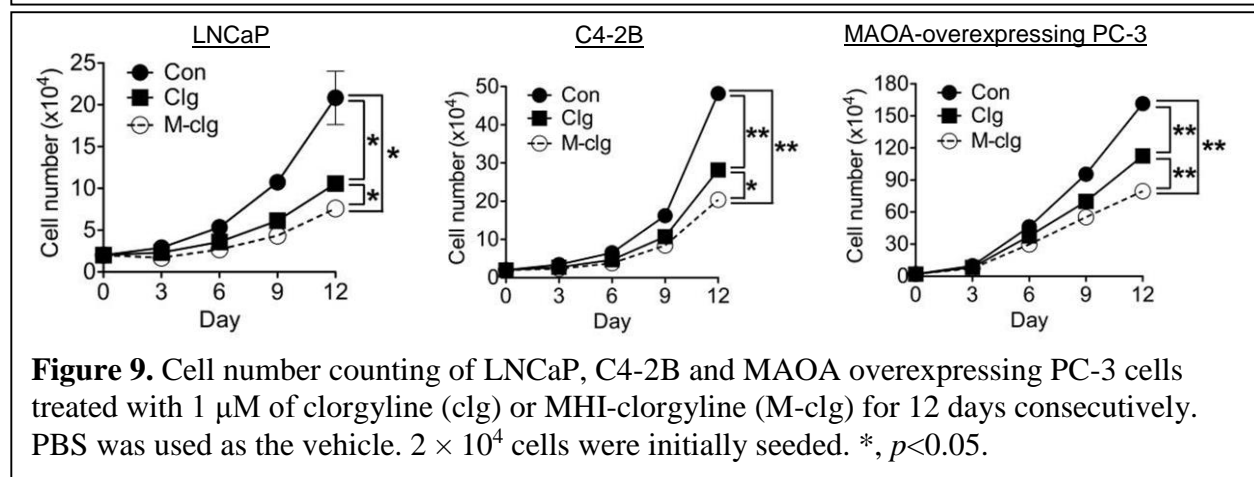 LNCaP
C4-2B
MAOA-overexpressing PC-3
Cell number (x10⁴)
25
20
15
10
5
0
Con
Clg
M-clg
*
*
*
0 3 6 9 12
Day
Cell number (x10⁴)
50
40
30
20
10
0
Con
Clg
M-clg
**
*
**
0 3 6 9 12
Day
Cell number (x10⁴)
180
150
120
90
60
30
0
Con
Clg
M-clg
**
**
**
0 3 6 9 12
Day
Figure 9. Cell number counting of LNCaP, C4-2B and MAOA overexpressing PC-3 cells
treated with 1 μM of clorgyline (clg) or MHI-clorgyline (M-clg) for 12 days consecutively.
PBS was used as the vehicle. 2 × 10⁴ cells were initially seeded. *, p<0.05.